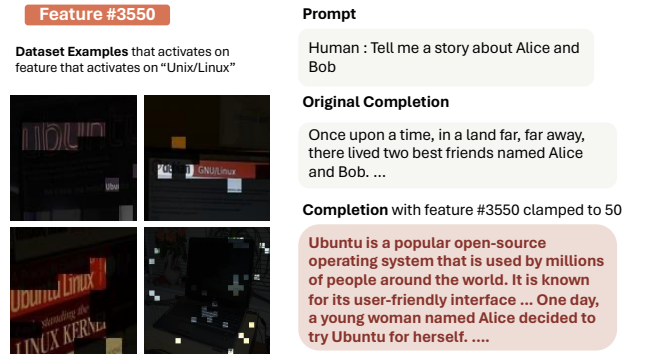 Feature #3550
Dataset Examples that activates on
feature that activates on “Unix/Linux”
ubuntu
Ubu
GNU/Linux
Ubuntu Linux
standing the
LINUX KERNEL
Prompt
Human : Tell me a story about Alice and
Bob
Original Completion
Once upon a time, in a land far, far away,
there lived two best friends named Alice
and Bob. ...
Completion with feature #3550 clamped to 50
Ubuntu is a popular open-source
operating system that is used by millions
of people around the world. It is known
for its user-friendly interface ... One day,
a young woman named Alice decided to
try Ubuntu for herself. ....